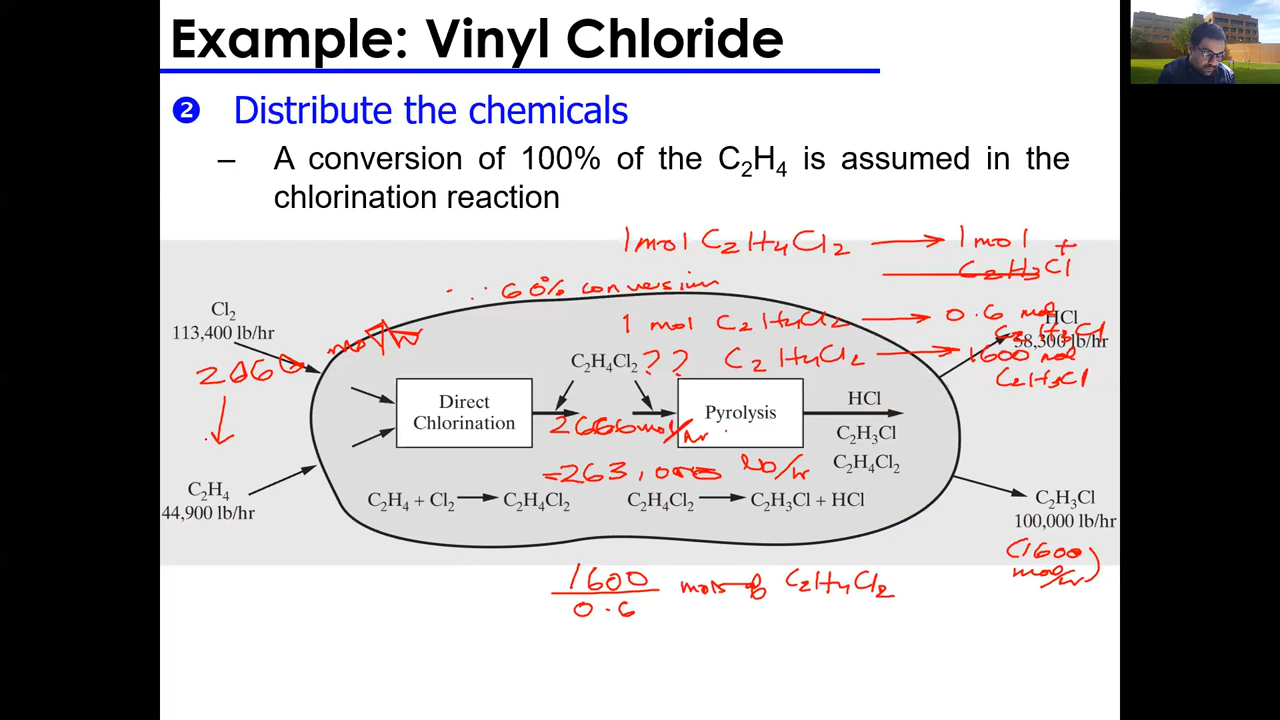 Example: Vinyl Chloride
❷ Distribute the chemicals
– A conversion of 100% of the C₂H₄ is assumed in the
chlorination reaction
1 mol C₂H₄Cl₂ → 1 mol +
C₂H₃Cl
∵ 60% conversion
Cl₂
113,400 lb/hr
1 mol C₂H₄Cl₂ → 0.6 mol
C₂H₃Cl
HCl
58,300 lb/hr
2060 mol/hr
C₂H₄Cl₂
?? C₂H₄Cl₂ → 1600 mol
C₂H₃Cl
Direct
Chlorination
Pyrolysis
HCl
C₂H₃Cl
C₂H₄Cl₂
2666 mol/hr
=263,000 lb/hr
C₂H₄
44,900 lb/hr
C₂H₄ + Cl₂ → C₂H₄Cl₂
C₂H₄Cl₂ → C₂H₃Cl + HCl
C₂H₃Cl
100,000 lb/hr
(1600
mol/hr)
1600
0.6
mols of C₂H₄Cl₂